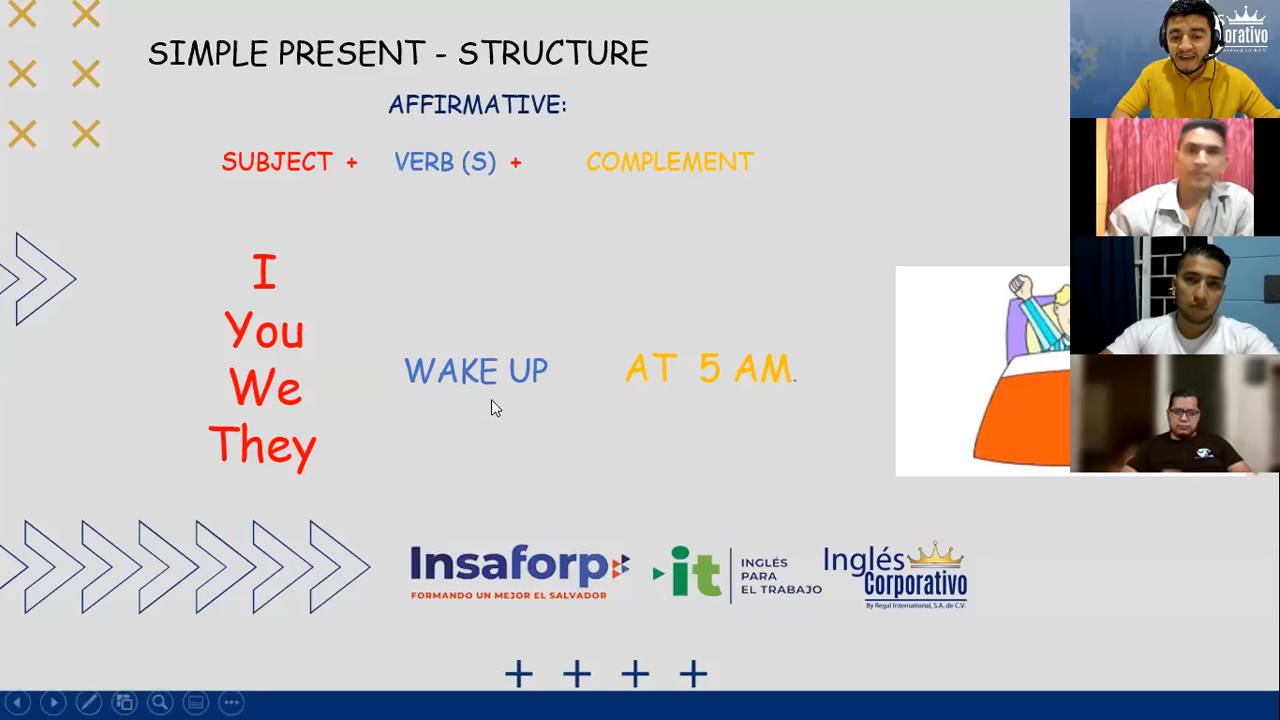 SIMPLE PRESENT - STRUCTURE
AFFIRMATIVE:
SUBJECT + VERB (S) + COMPLEMENT
I
You
We
They
WAKE UP AT 5 AM.
Insaforp
FORMANDO UN MEJOR EL SALVADOR
it
INGLÉS
PARA
EL TRABAJO
Inglés
Corporativo
By Regal International, S.A. de C.V.